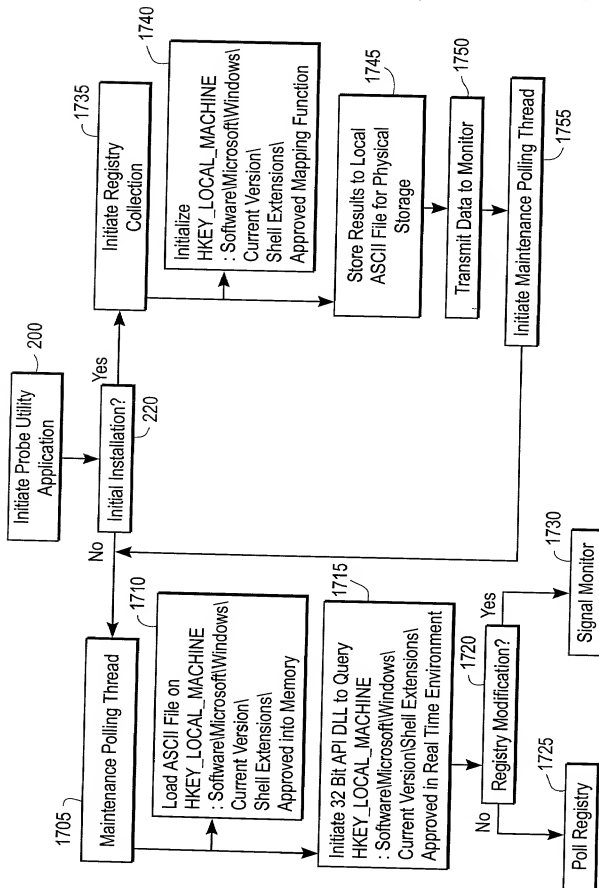 Initiate Probe Utility
Application
200
Initial Installation?
220
Yes
No
Initiate Registry
Collection
1735
Initialize
HKEY_LOCAL_MACHINE
: Software\Microsoft\Windows\
Current Version\
Shell Extensions\
Approved Mapping Function
1740
Store Results to Local
ASCII File for Physical
Storage
1745
Transmit Data to Monitor
1750
Initiate Maintenance Polling Thread
1755
Maintenance Polling Thread
1705
Load ASCII File on
HKEY_LOCAL_MACHINE
: Software\Microsoft\Windows\
Current Version\
Shell Extensions\
Approved into Memory
1710
Initiate 32 Bit API DLL to Query
HKEY_LOCAL_MACHINE
: Software\Microsoft\Windows\
Current Version\Shell Extensions\
Approved in Real Time Environment
1715
Registry Modification?
1720
No
Yes
Poll Registry
1725
Signal Monitor
1730